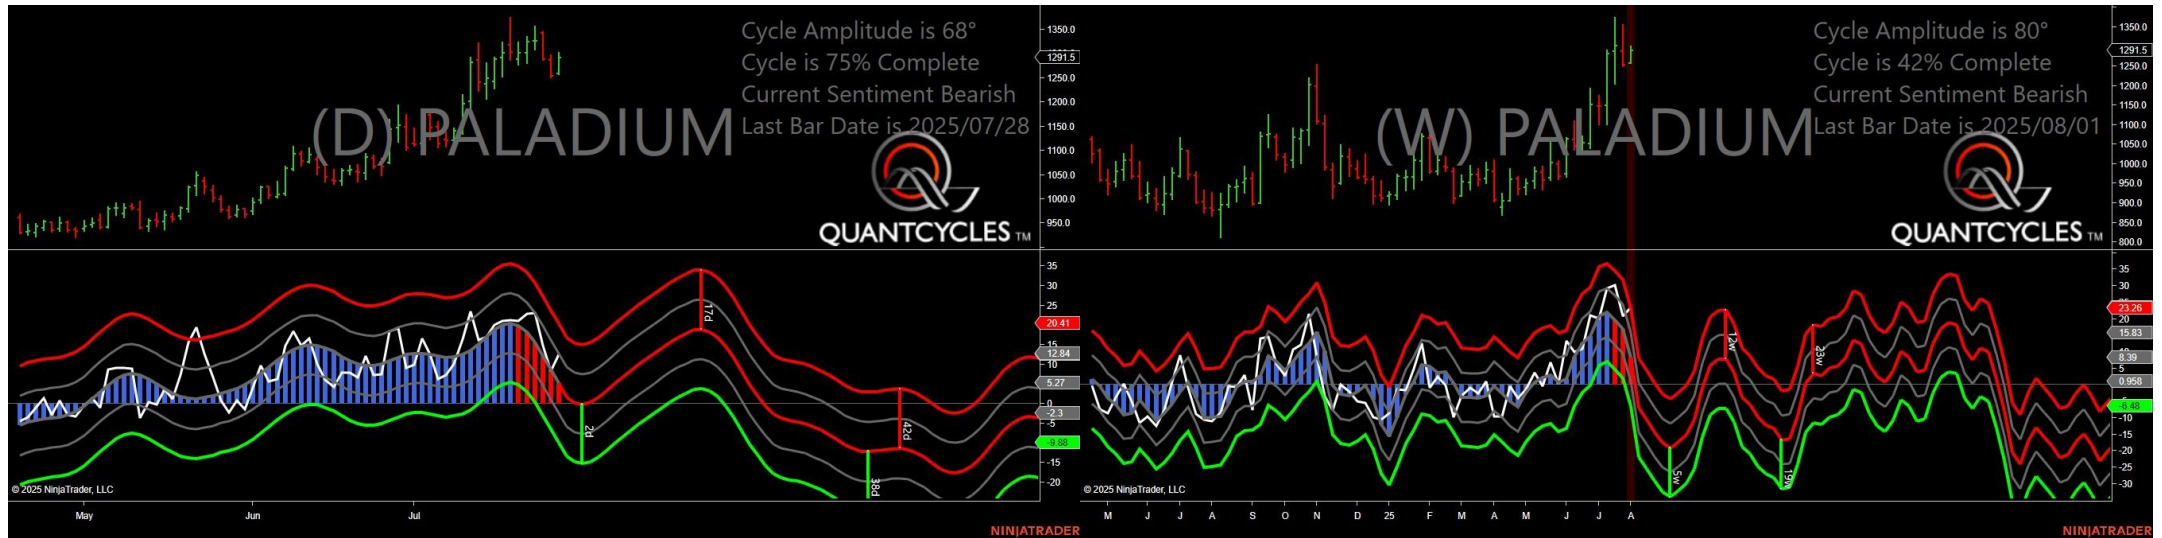 Cycle Amplitude is 68°
Cycle is 75% Complete
Current Sentiment Bearish
Last Bar Date is 2025/07/28
(D) PALADIUM
QUANTCYCLES TM
1350.0
1291.5
1250.0
1200.0
1150.0
1100.0
1050.0
1000.0
950.0
35
30
25
20.41
15
12.84
10
5.27
0
-2.3
-5
-9.88
-15
-20
17d
2d
42d
38d
© 2025 NinjaTrader, LLC
May
Jun
Jul
NINJATRADER
Cycle Amplitude is 80°
Cycle is 42% Complete
Current Sentiment Bearish
Last Bar Date is 2025/08/01
(W) PALADIUM
QUANTCYCLES TM
1350.0
1291.5
1250.0
1200.0
1150.0
1100.0
1050.0
1000.0
950.0
900.0
850.0
800.0
35
30
23.26
20
15.83
8.39
5
0.958
-6.48
-10
-15
-20
-25
-30
12w
23w
5w
19w
© 2025 NinjaTrader, LLC
M
J
J
A
S
O
N
D
25
F
M
A
M
J
J
A
NINJATRADER